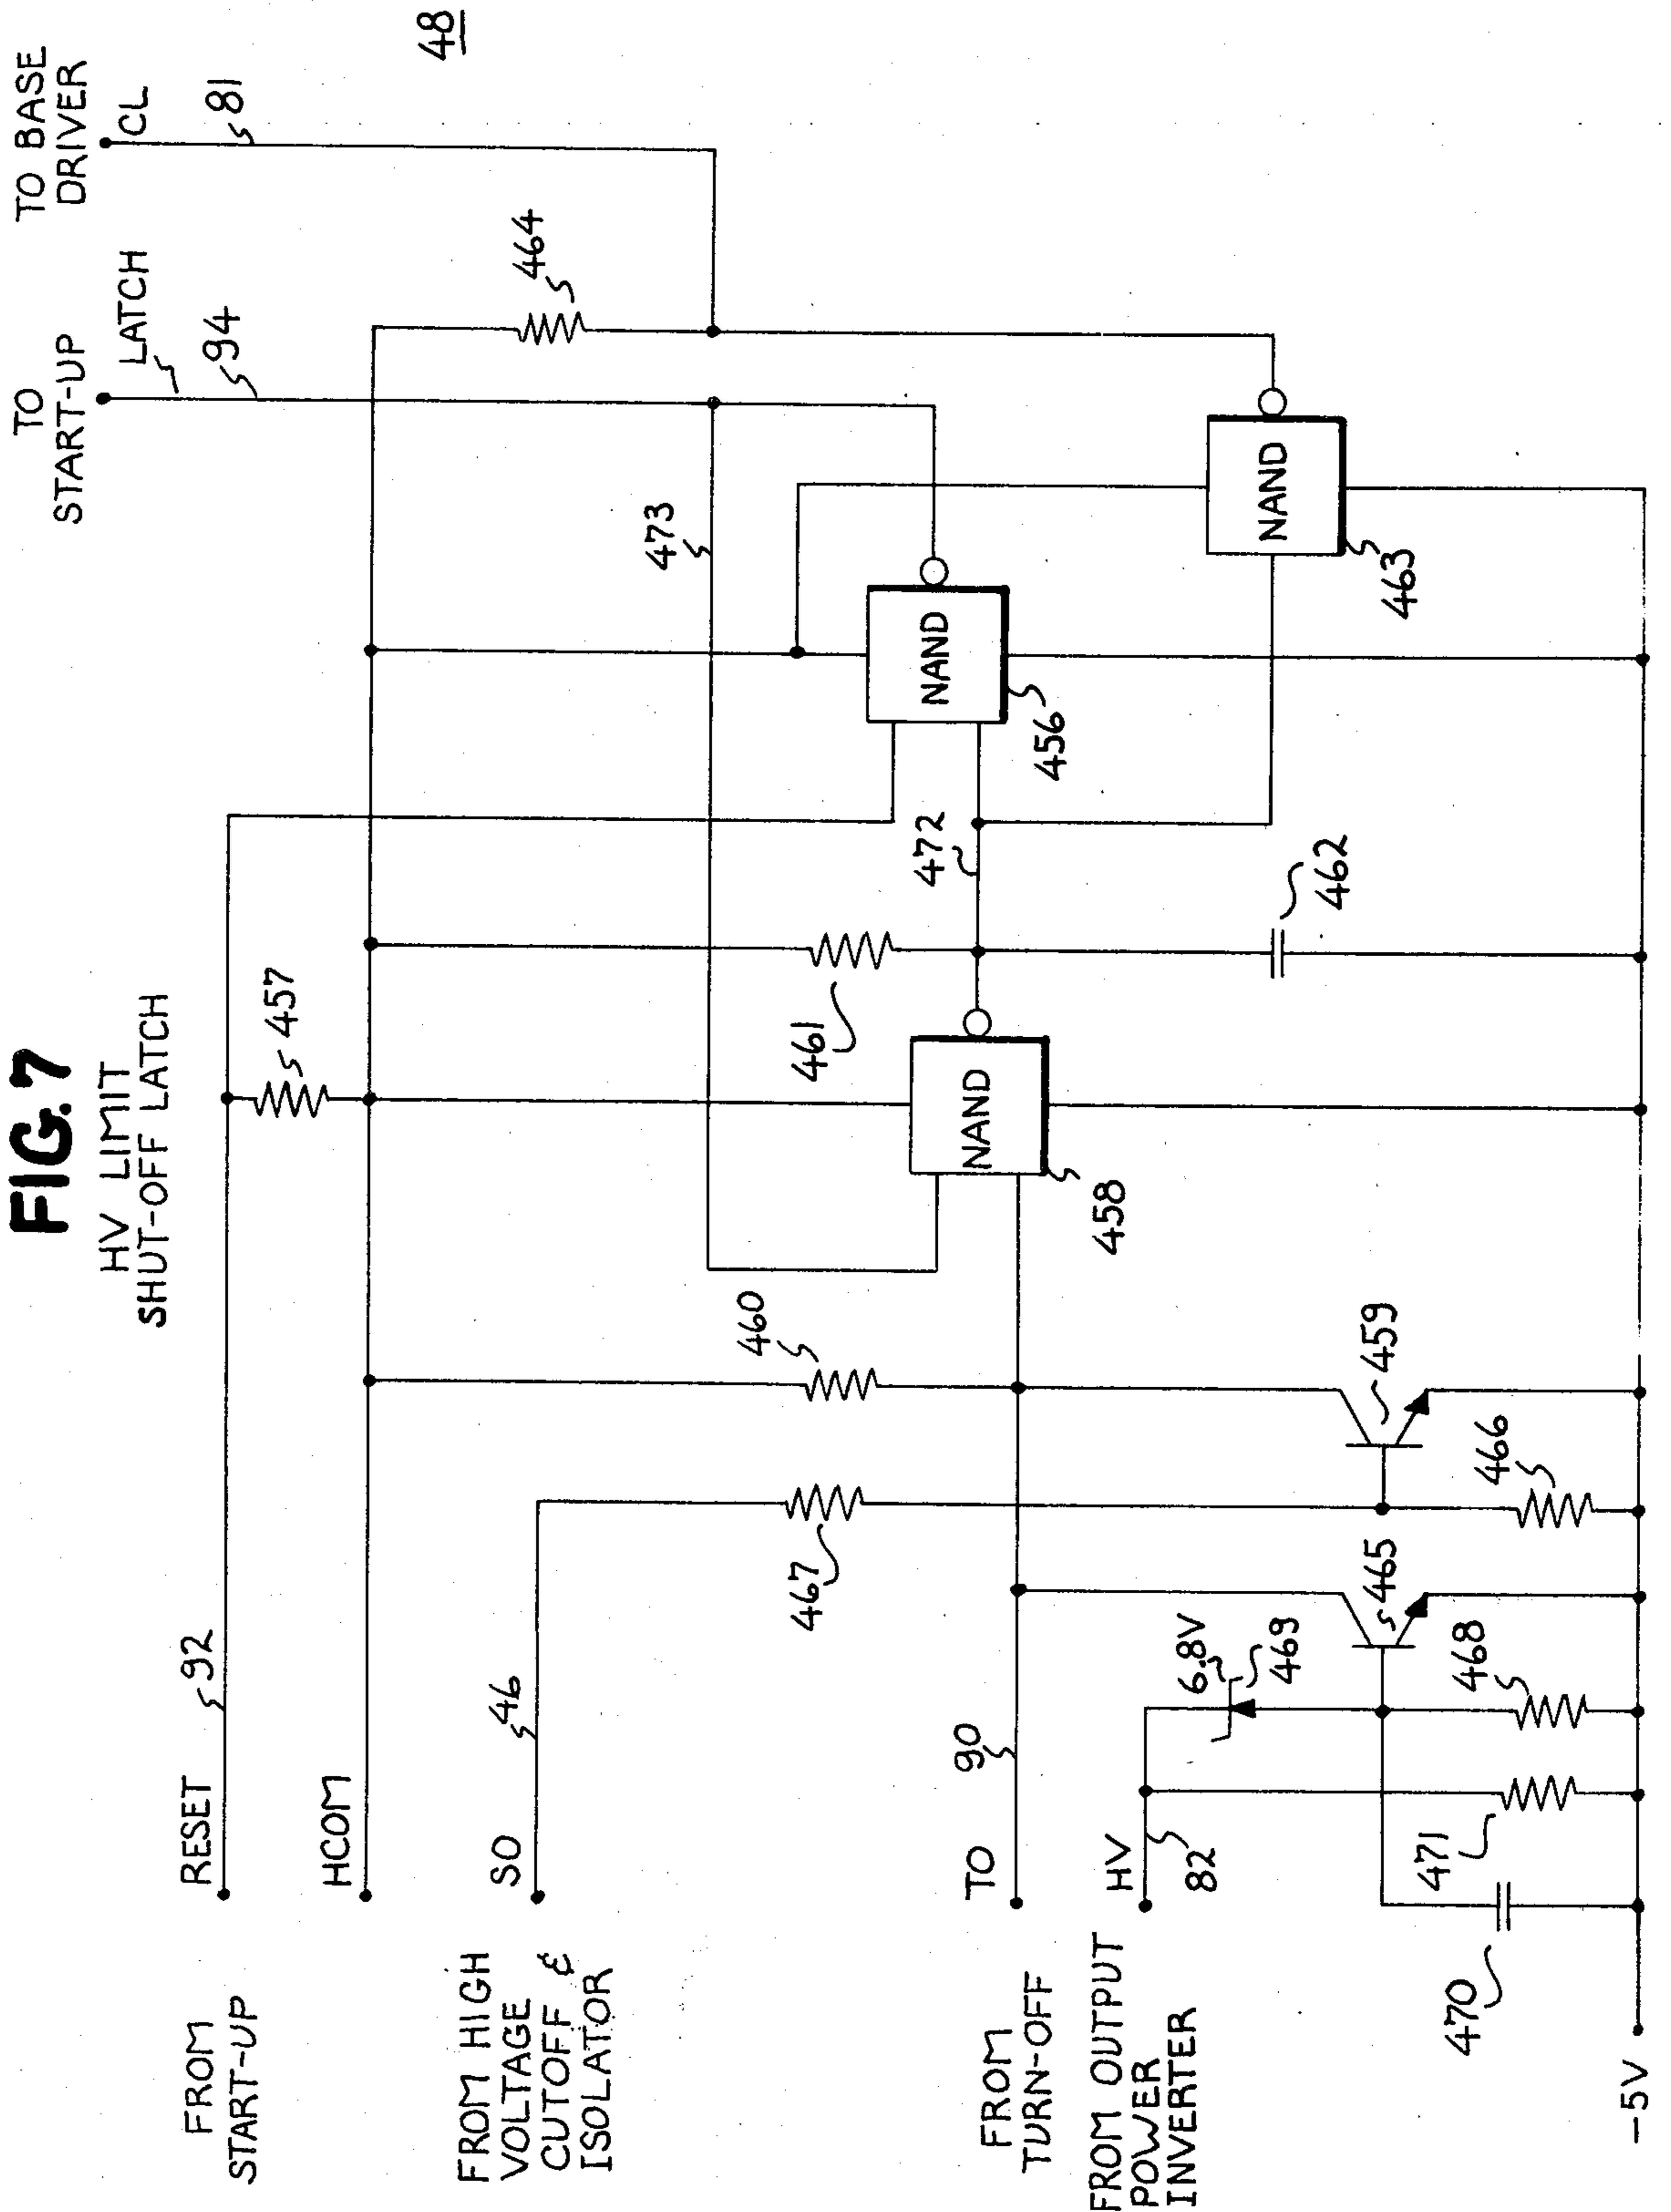 FIG. 7
HV LIMIT
SHUT-OFF LATCH
48
TO
START-UP
LATCH
94
TO BASE
DRIVER
CL
81
FROM
START-UP
RESET
92
457
HCOM
FROM HIGH
VOLTAGE
CUTOFF &
ISOLATOR
SO
46
467
460
473
464
461
472
NAND
456
NAND
458
NAND
463
462
FROM
TURN-OFF
TO
90
FROM OUTPUT
POWER
INVERTER
HV
82
6.8V
469
465
459
466
468
471
470
-5V